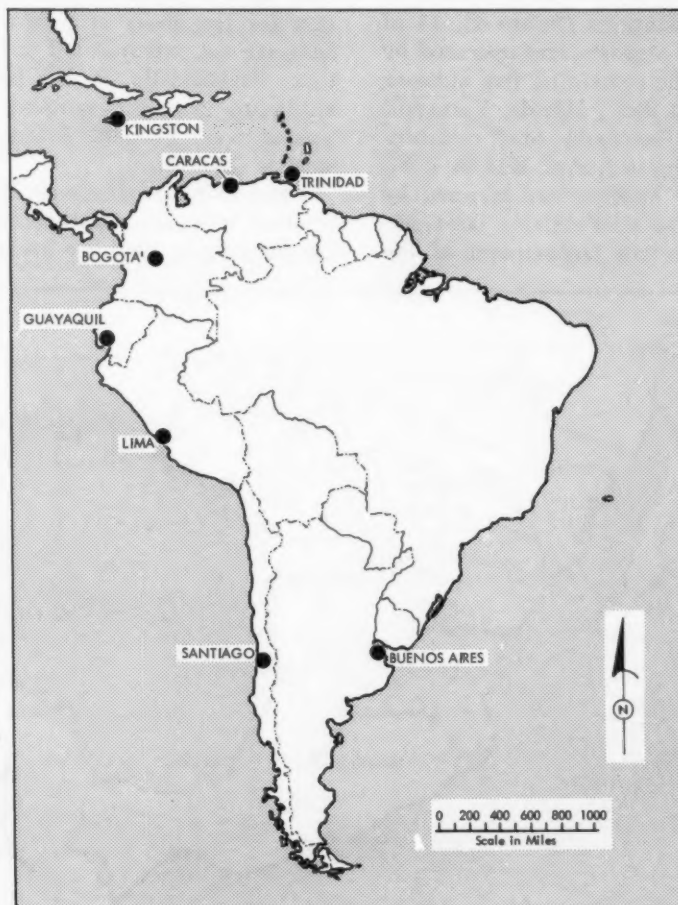 KINGSTON
CARACAS
TRINIDAD
BOGOTA'
GUAYAQUIL
LIMA
SANTIAGO
BUENOS AIRES
N
0 200 400 600 800 1000
Scale in Miles